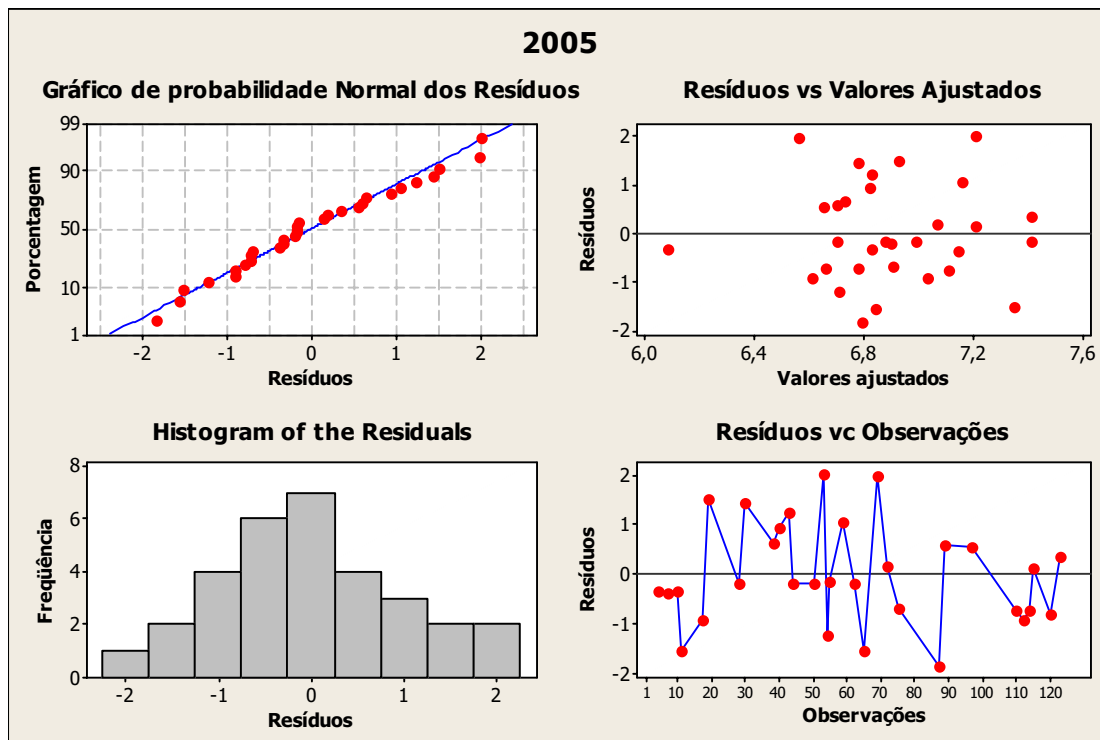 2005
Gráfico de probabilidade Normal dos Resíduos
99
90
50
10
1
Porcentagem
-2 -1 0 1 2
Resíduos
Resíduos vs Valores Ajustados
2
1
0
-1
-2
Resíduos
6,0 6,4 6,8 7,2 7,6
Valores ajustados
Histogram of the Residuals
8
6
4
2
0
Freqüência
-2 -1 0 1 2
Resíduos
Resíduos vc Observações
2
1
0
-1
-2
Resíduos
1 10 20 30 40 50 60 70 80 90 100 110 120
Observações